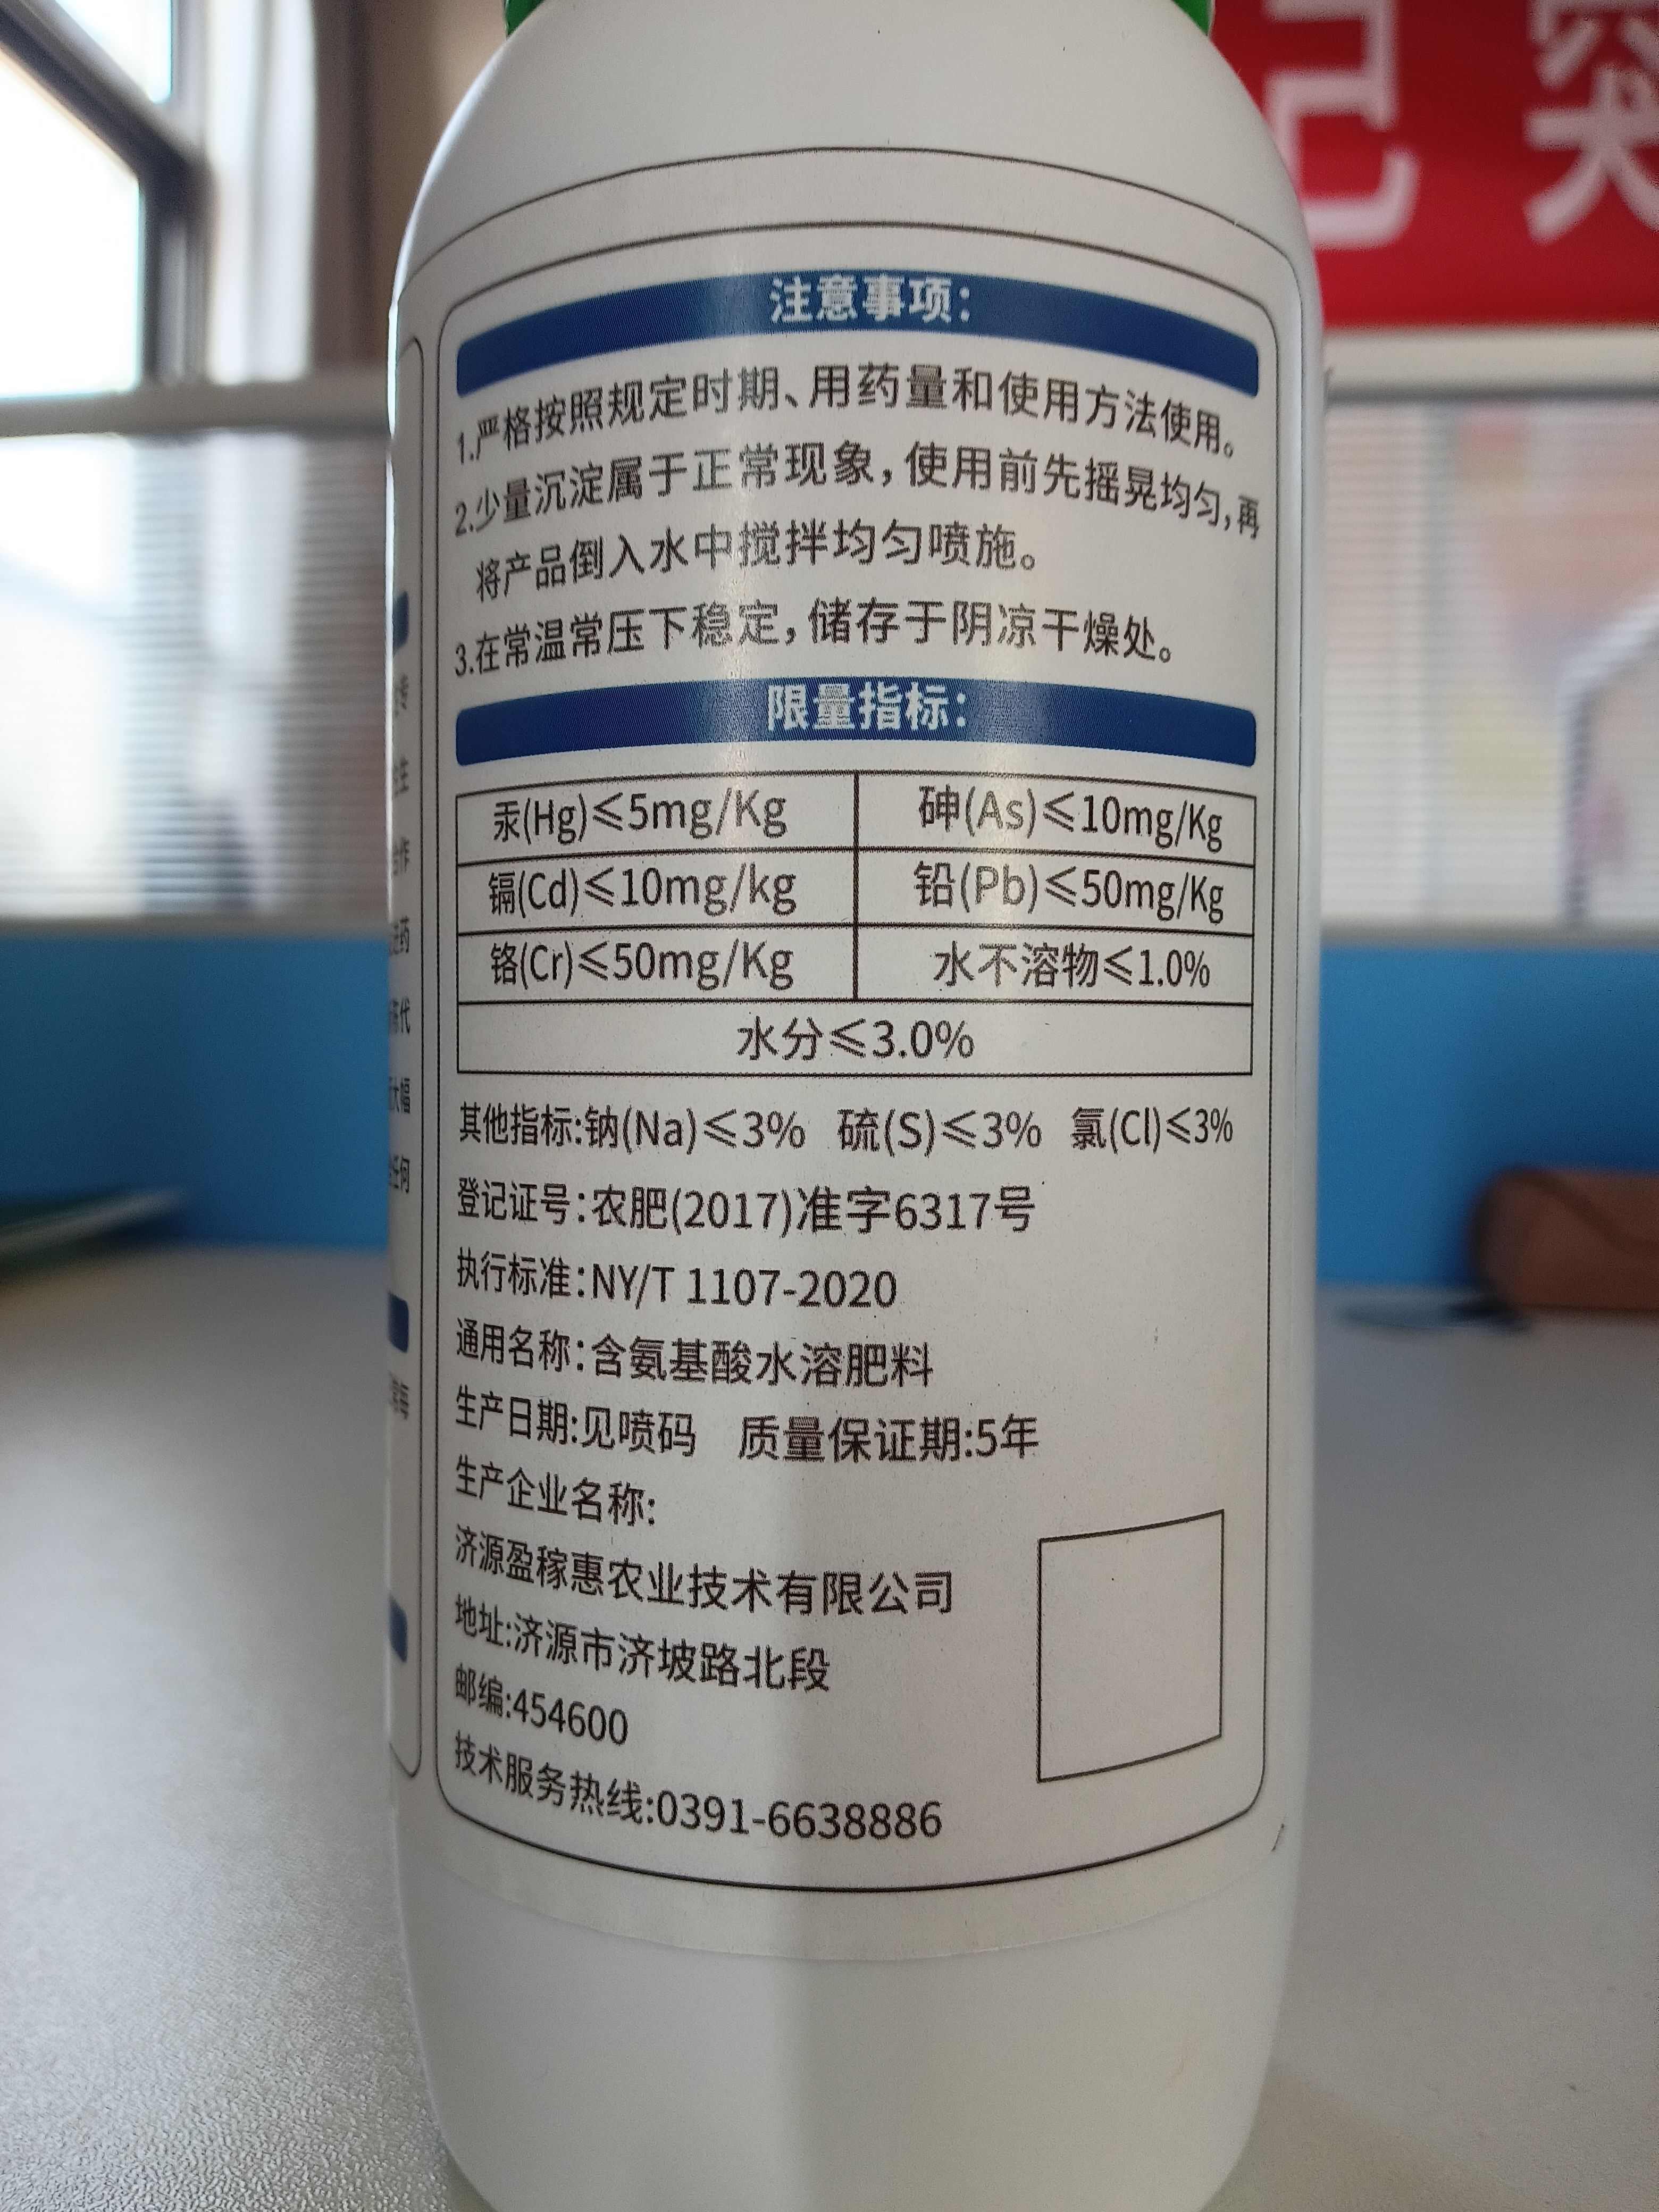 注意事项：
1.严格按照规定时期、用药量和使用方法使用。
2.少量沉淀属于正常现象，使用前先摇晃均匀，再
将产品倒入水中搅拌均匀喷施。
3.在常温常压下稳定，储存于阴凉干燥处。
限量指标：
汞(Hg)≤5mg/Kg 砷(As)≤10mg/Kg
镉(Cd)≤10mg/kg 铅(Pb)≤50mg/Kg
铬(Cr)≤50mg/Kg 水不溶物≤1.0%
水分≤3.0%
其他指标:钠(Na)≤3% 硫(S)≤3% 氯(Cl)≤3%
登记证号：农肥(2017)准字6317号
执行标准：NY/T 1107-2020
通用名称：含氨基酸水溶肥料
生产日期:见喷码 质量保证期:5年
生产企业名称:
济源盈稼惠农业技术有限公司
地址:济源市济坡路北段
邮编:454600
技术服务热线:0391-6638886